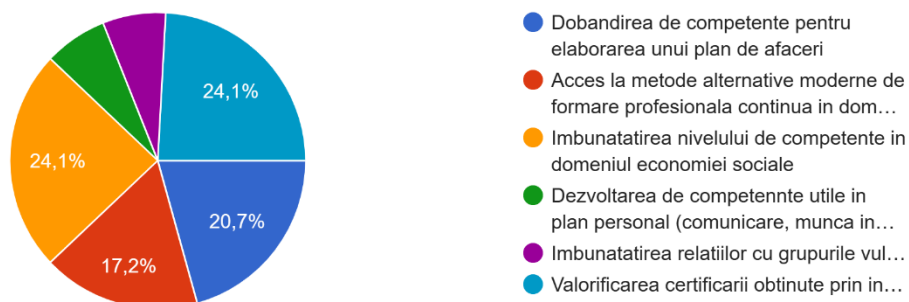 24,1%
24,1%
20,7%
17,2%
Dobandirea de competente pentru
elaborarea unui plan de afaceri
Acces la metode alternative moderne de
formare profesionala continua in dom…
Imbunatatirea nivelului de competente in
domeniul economiei sociale
Dezvoltarea de competennte utile in
plan personal (comunicare, munca in…
Imbunatatirea relatiilor cu grupurile vul…
Valorificarea certificarii obtinute prin in…